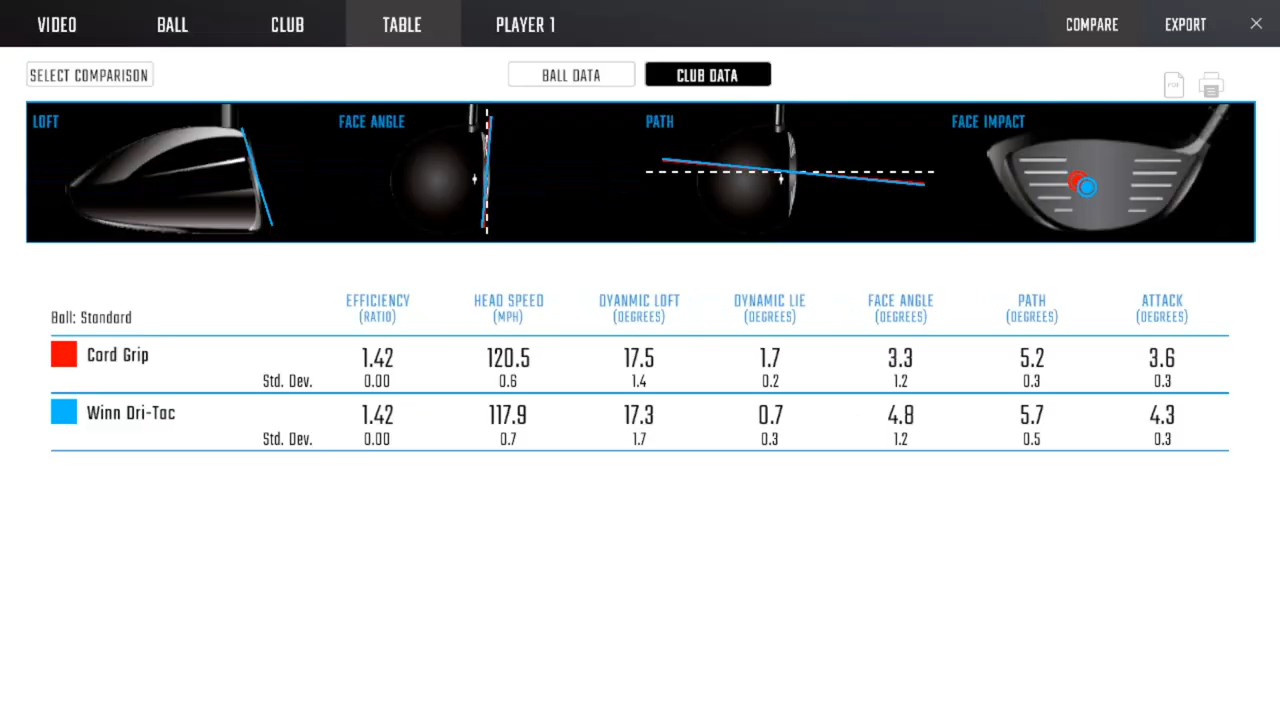 VIDEO BALL CLUB TABLE PLAYER 1 COMPARE EXPORT
SELECT COMPARISON BALL DATA CLUB DATA
LOFT FACE ANGLE PATH FACE IMPACT
EFFICIENCY HEAD SPEED DYANMIC LOFT DYNAMIC LIE FACE ANGLE PATH ATTACK
Ball: Standard (RATIO) (MPH) (DEGREES) (DEGREES) (DEGREES) (DEGREES) (DEGREES)
Cord Grip 1.42 120.5 17.5 1.7 3.3 5.2 3.6
Std. Dev. 0.00 0.6 1.4 0.2 1.2 0.3 0.3
Winn Dri-Tac 1.42 117.9 17.3 0.7 4.8 5.7 4.3
Std. Dev. 0.00 0.7 1.7 0.3 1.2 0.5 0.3